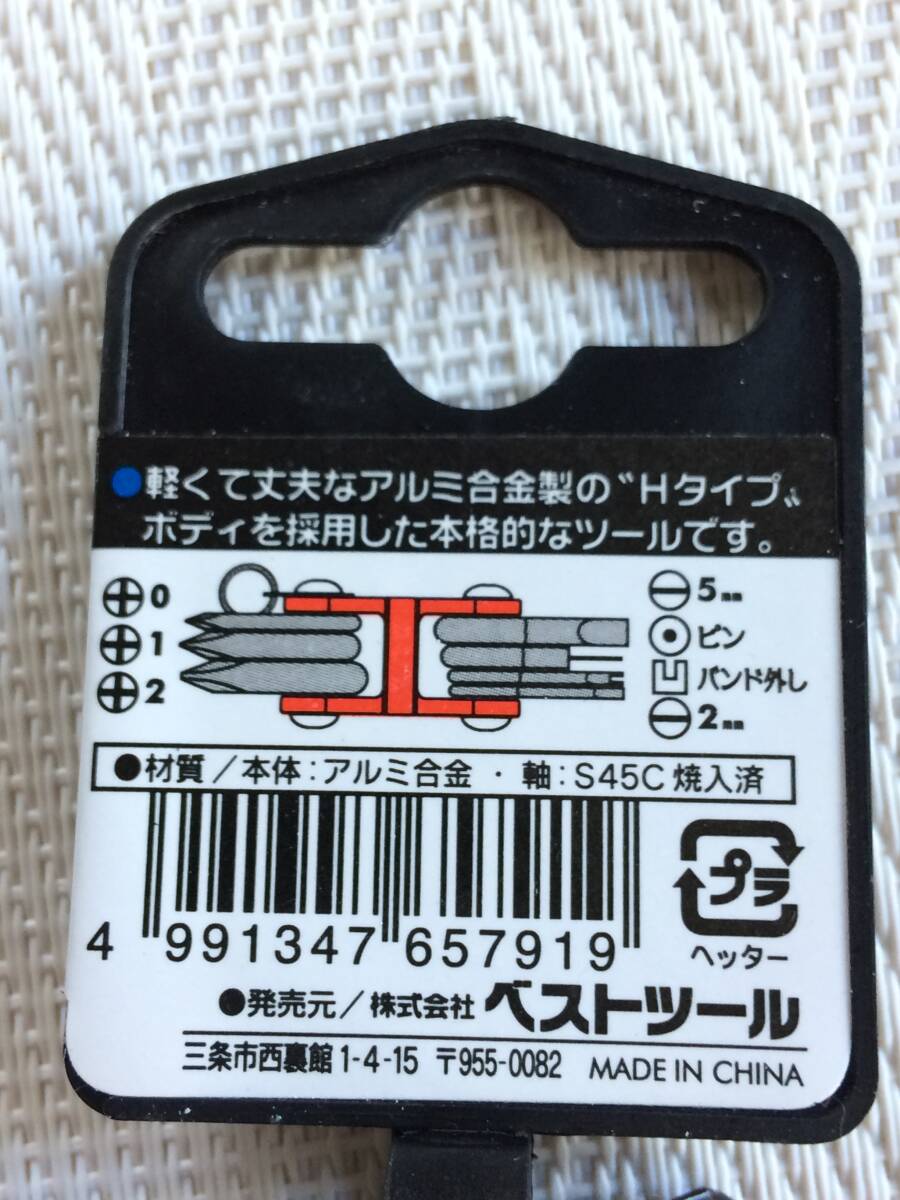 ●軽くて丈夫なアルミ合金製の〝Hタイプ〟
ボディを採用した本格的なツールです。
0
1
2
5mm
ピン
バンド外し
2mm
●材質/本体:アルミ合金・軸:S45C焼入済
4 991347 657919
プラ
ヘッター
●発売元/株式会社ベストツール
三条市西裏館1-4-15 〒955-0082 MADE IN CHINA